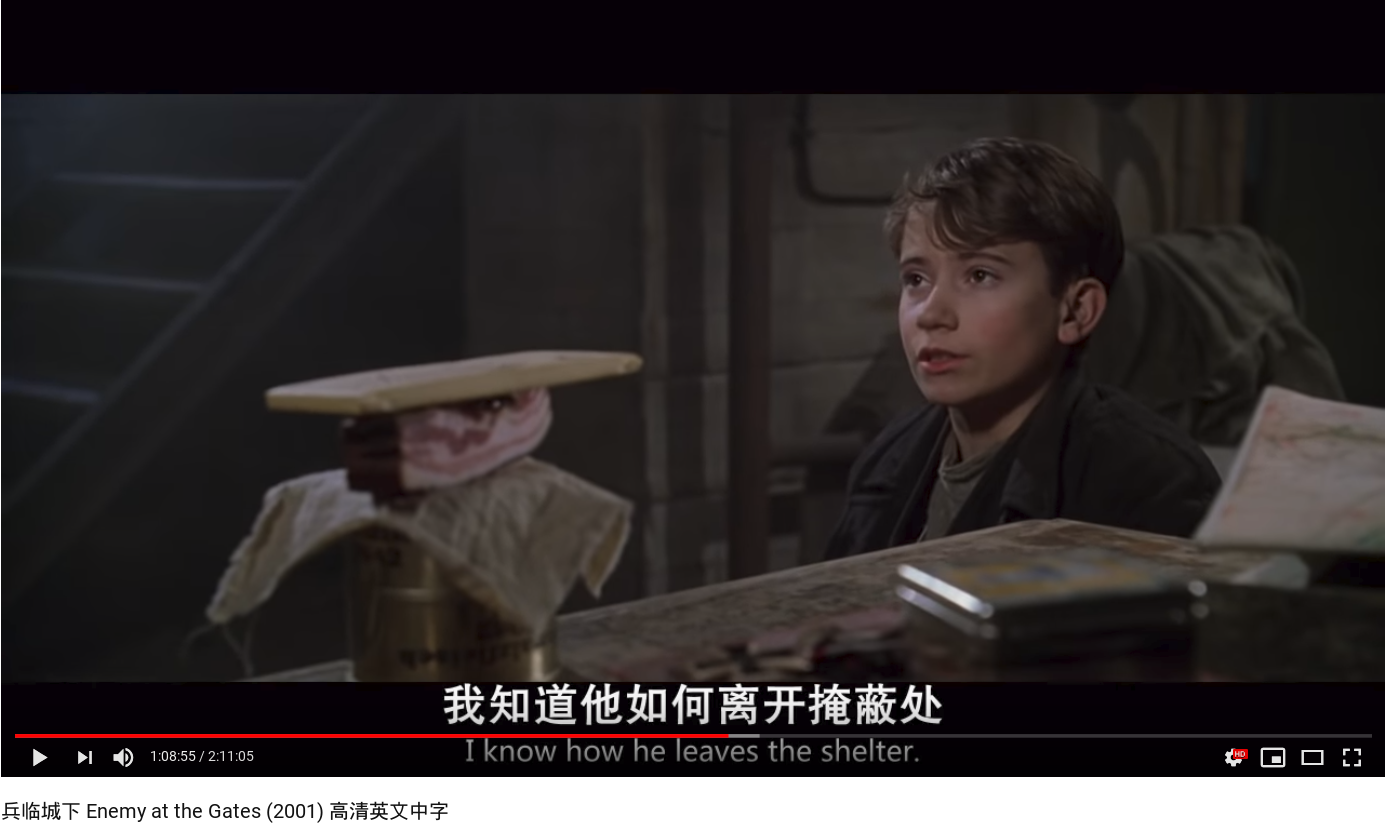 我知道他如何离开掩蔽处
I know how he leaves the shelter.
1:08:55 / 2:11:05
HD
兵临城下 Enemy at the Gates (2001) 高清英文中字